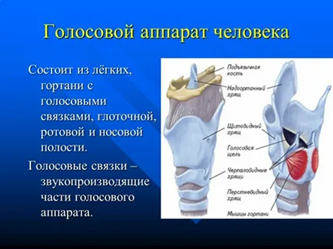 Голосовой аппарат человека
Состоит из лёгких,
гортани с
голосовыми
связками, глоточной,
ротовой и носовой
полости.
Голосовые связки –
звукопроизводящие
части голосового
аппарата.
Подъязычная
кость
Надгортанный
хрящ
Щитовидный
хрящ
Голосовая
щель
Черпаловидные
хрящи
Перстневидный
хрящ
Мышцы гортани